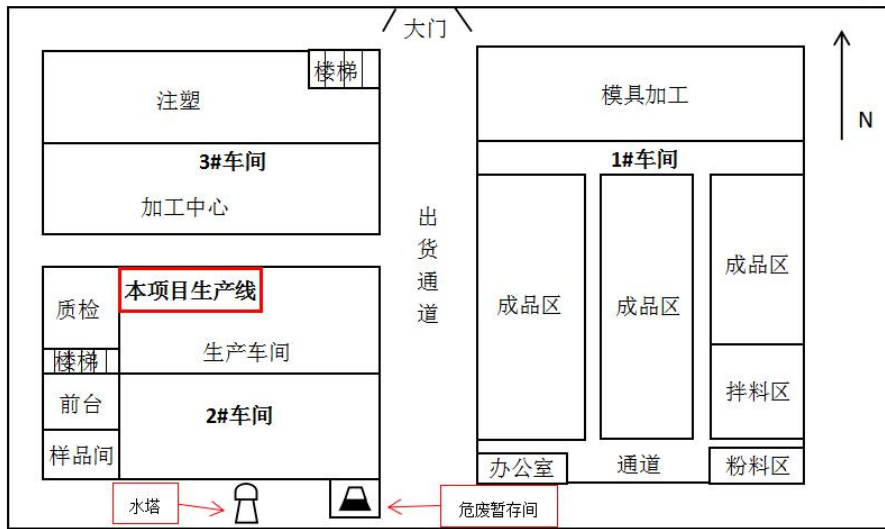 大门
楼梯
注塑
3#车间
加工中心
模具加工
1#车间
N
出货通道
成品区
成品区
成品区
拌料区
粉料区
办公室
通道
本项目生产线
质检
生产车间
楼梯
前台
2#车间
样品间
水塔
危废暂存间